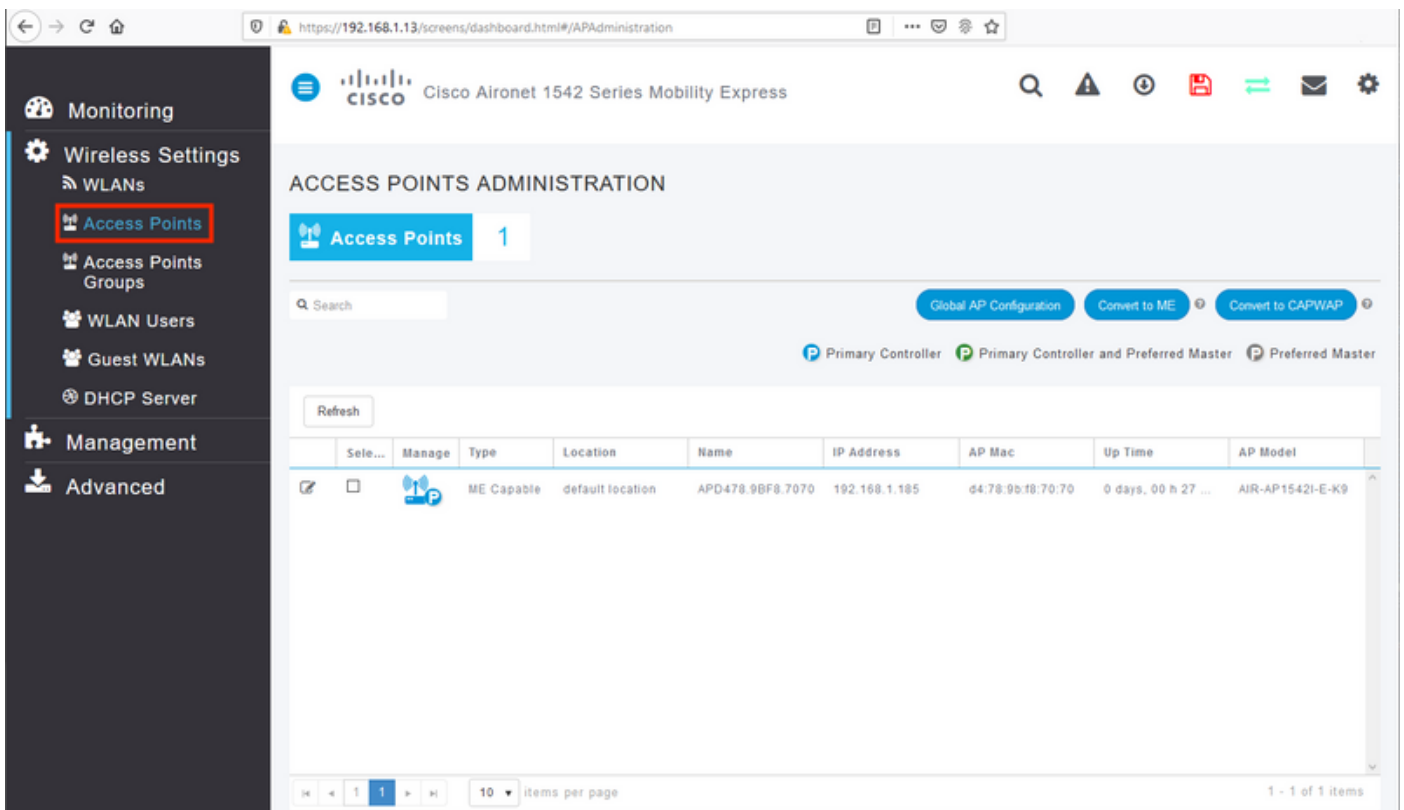 https://192.168.1.13/screens/dashboard.html#/APAdministration
Monitoring
Wireless Settings
WLANs
Access Points
Access Points
Groups
WLAN Users
Guest WLANs
DHCP Server
Management
Advanced
CISCO Cisco Aironet 1542 Series Mobility Express
ACCESS POINTS ADMINISTRATION
Access Points 1
Search
Global AP Configuration Convert to ME Convert to CAPWAP
P Primary Controller P Primary Controller and Preferred Master P Preferred Master
Refresh
Sele... Manage Type Location Name IP Address AP Mac Up Time AP Model
P ME Capable default location APD478.9BF8.7070 192.168.1.185 d4:78:9b:f8:70:70 0 days, 00 h 27 ... AIR-AP1542I-E-K9
1 1 10 items per page 1 - 1 of 1 items